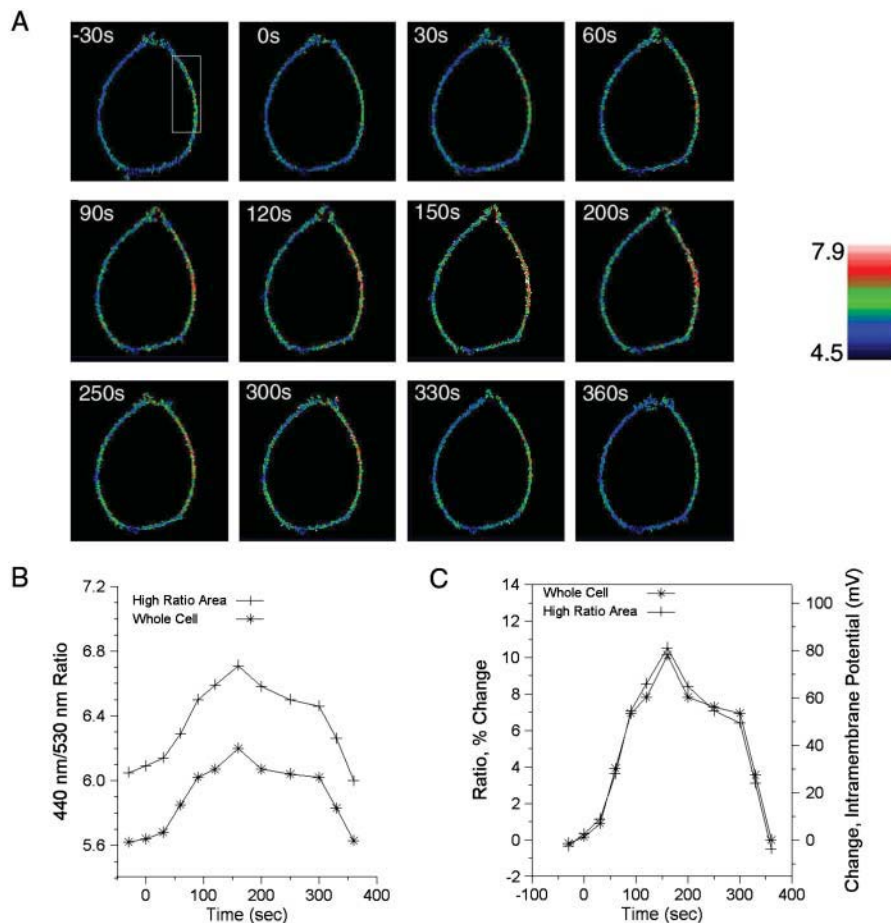 A
-30s
0s
30s
60s
90s
120s
150s
200s
250s
300s
330s
360s
7.9
4.5
B
7.2
6.8
6.4
6.0
5.6
440 nm/530 nm Ratio
High Ratio Area
Whole Cell
0
100
200
300
400
Time (sec)
C
14
12
10
8
6
4
2
0
-2
Ratio, % Change
Whole Cell
High Ratio Area
100
80
60
40
20
0
Change, Intramembrane Potential (mV)
-100
0
100
200
300
400
Time (sec)